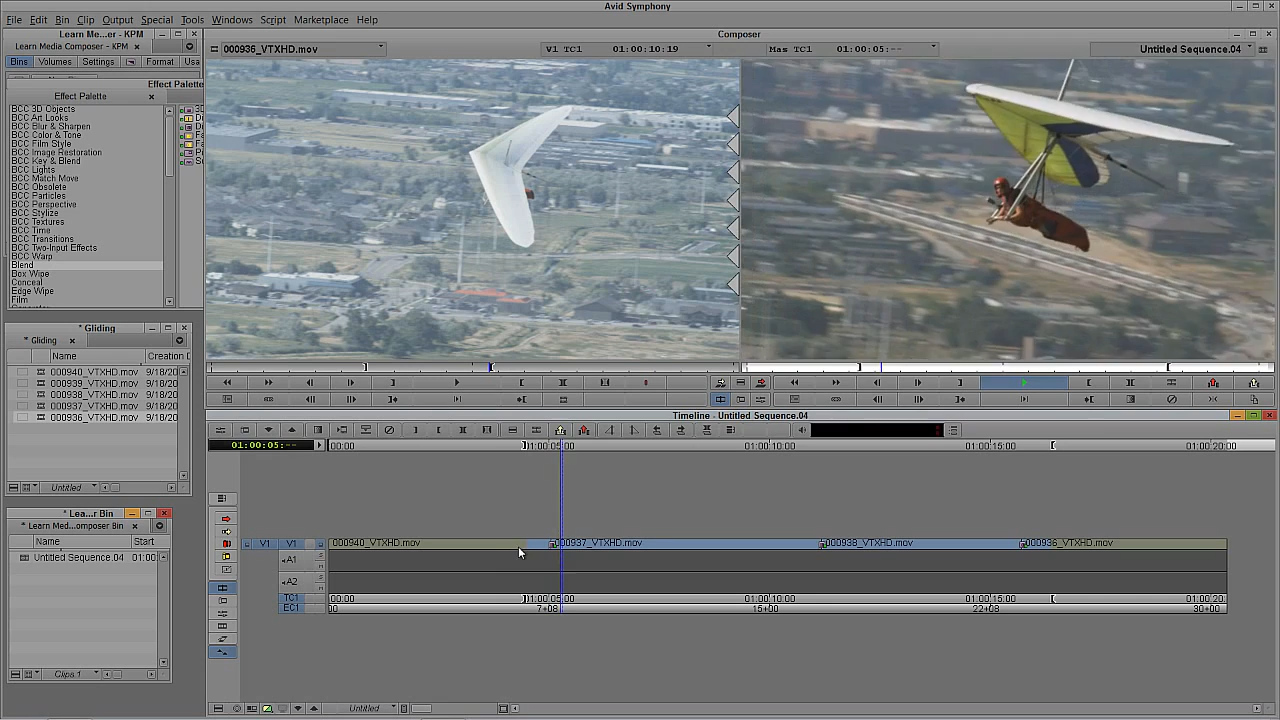 Avid Symphony
File Edit Bin Clip Output Special Tools Windows Script Marketplace Help
Learn Me...er - KPM
Learn Media Composer - KPM
Bins Volumes Settings Format Use
Effect Palette
Effect Palette
BCC 3D Objects
BCC Art Looks
BCC Blur & Sharpen
BCC Color & Tone
BCC Film Style
BCC Image Restoration
BCC Key & Blend
BCC Lights
BCC Match Move
BCC Obsolete
BCC Particles
BCC Perspective
BCC Stylize
BCC Textures
BCC Time
BCC Transitions
BCC Two-Input Effects
BCC Warp
Blend
Box Wipe
Conceal
Edge Wipe
Film
Composer
000936_VTXHD.mov V1 TC1 01:00:10:19 Mas TC1 01:00:05:-- Untitled Sequence.04
* Gliding
* Gliding
Name Creation D
000940_VTXHD.mov 9/18/20
000939_VTXHD.mov 9/18/20
000938_VTXHD.mov 9/18/20
000937_VTXHD.mov 9/18/20
000936_VTXHD.mov 9/18/20
Untitled
* Lea...r Bin
* Learn Med...omposer Bin
Name Start
Untitled Sequence.04 01:00
Clips 1
Timeline - Untitled Sequence.04
01:00:05:-- 00:00 01:00:05:00 01:00:10:00 01:00:15:00 01:00:20:00
V1 V1 000940_VTXHD.mov 000937_VTXHD.mov 000938_VTXHD.mov 000936_VTXHD.mov
A1
A2
TC1 00:00 01:00:05:00 01:00:10:00 01:00:15:00 01:00:20
EC1 00 7+08 15+00 22+08 30+00
Untitled